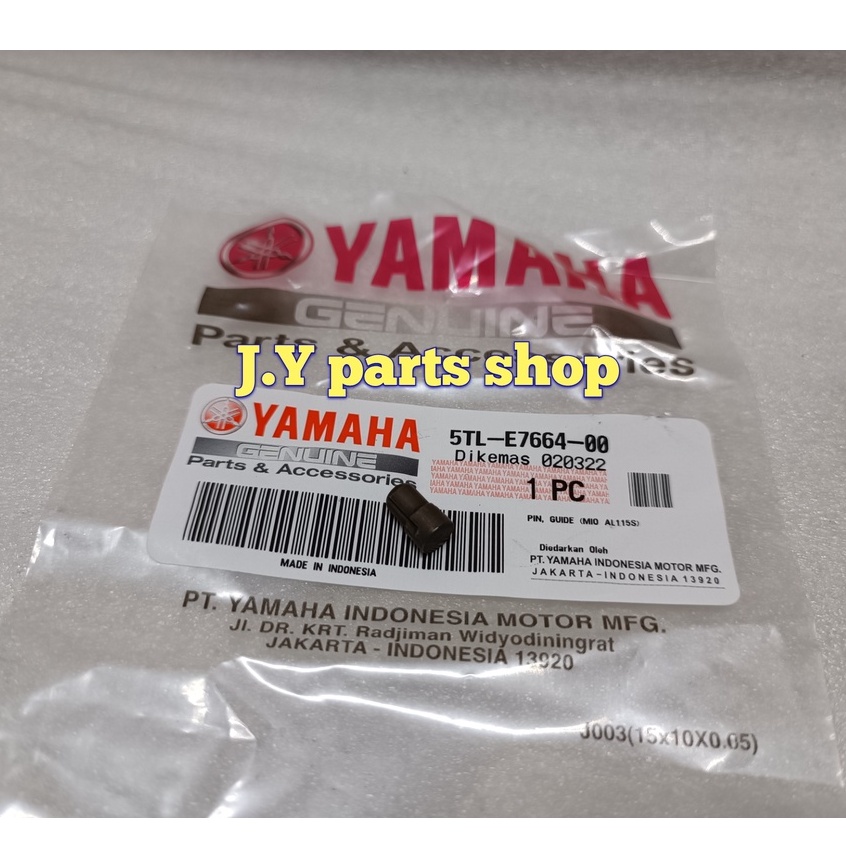 YAMAHA
GENUINE
Parts & Accessories
J.Y parts shop
YAMAHA
GENUINE
Parts & Accessories
5TL-E7664-00
Dikemas 020322
1 PC
PIN, GUIDE (MIO AL115S)
MADE IN INDONESIA
Diedarkan Oleh
PT. YAMAHA INDONESIA MOTOR MFG.
JAKARTA-INDONESIA 13920
PT. YAMAHA INDONESIA MOTOR MFG.
Jl. DR. KRT. Radjiman Widyodiningrat
JAKARTA - INDONESIA 13920
J003(15x10X0.05)